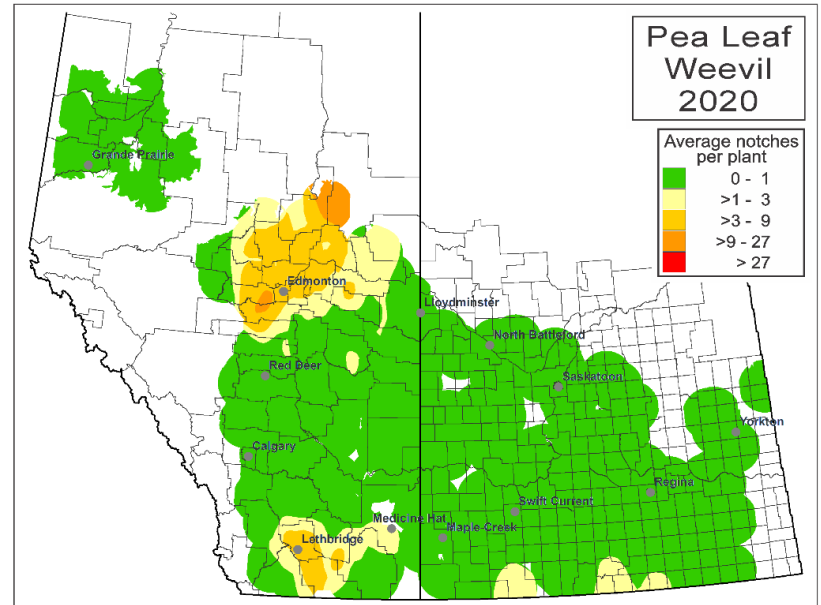 Pea Leaf
Weevil
2020
Average notches
per plant
0 - 1
>1 - 3
>3 - 9
>9 - 27
> 27
Grande Prairie
Edmonton
Lloydminster
North Battleford
Red Deer
Saskatoon
Yorkton
Calgary
Regina
Swift Current
Medicine Hat
Maple Creek
Lethbridge